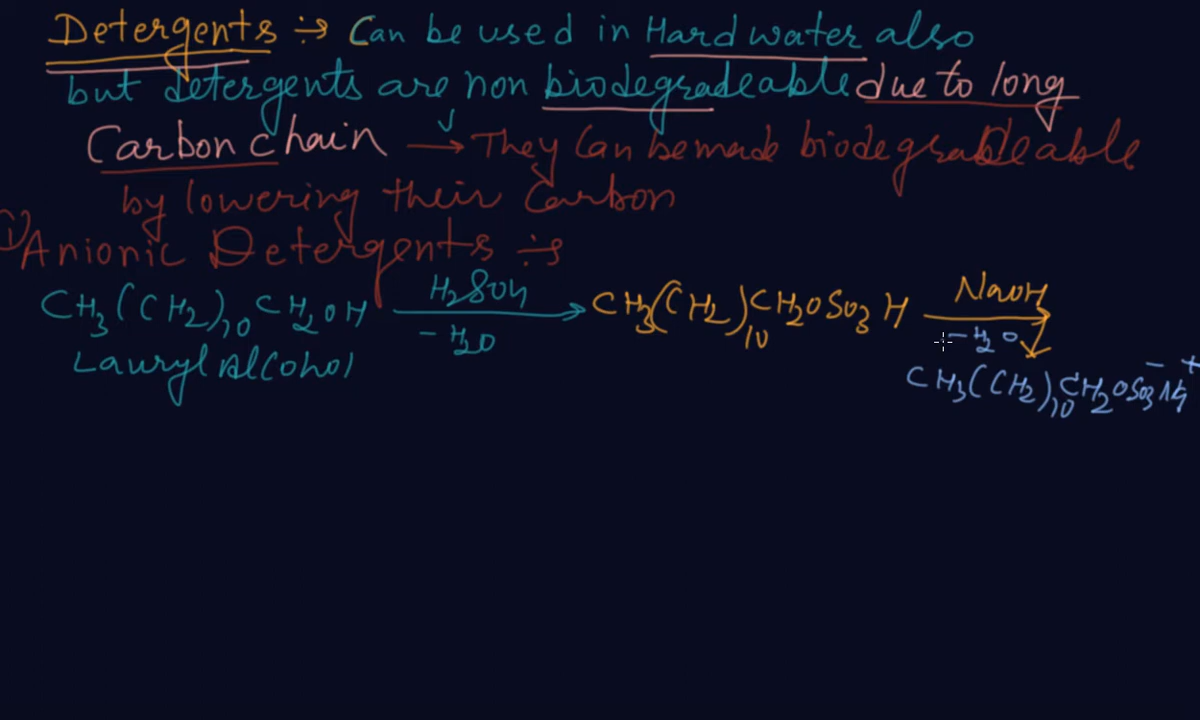 Detergents :→ Can be used in Hard water also
but detergents are non biodegradeable due to long
Carbon chain → They Can be made biodegradeable
by lowering their Carbon
1) Anionic Detergents :→
CH3(CH2)10CH2OH H2SO4 -H2O → CH3(CH2)10CH2OSO3H NaOH -H2O
Lauryl Alcohol
CH3(CH2)10CH2OSO3⁻Na⁺